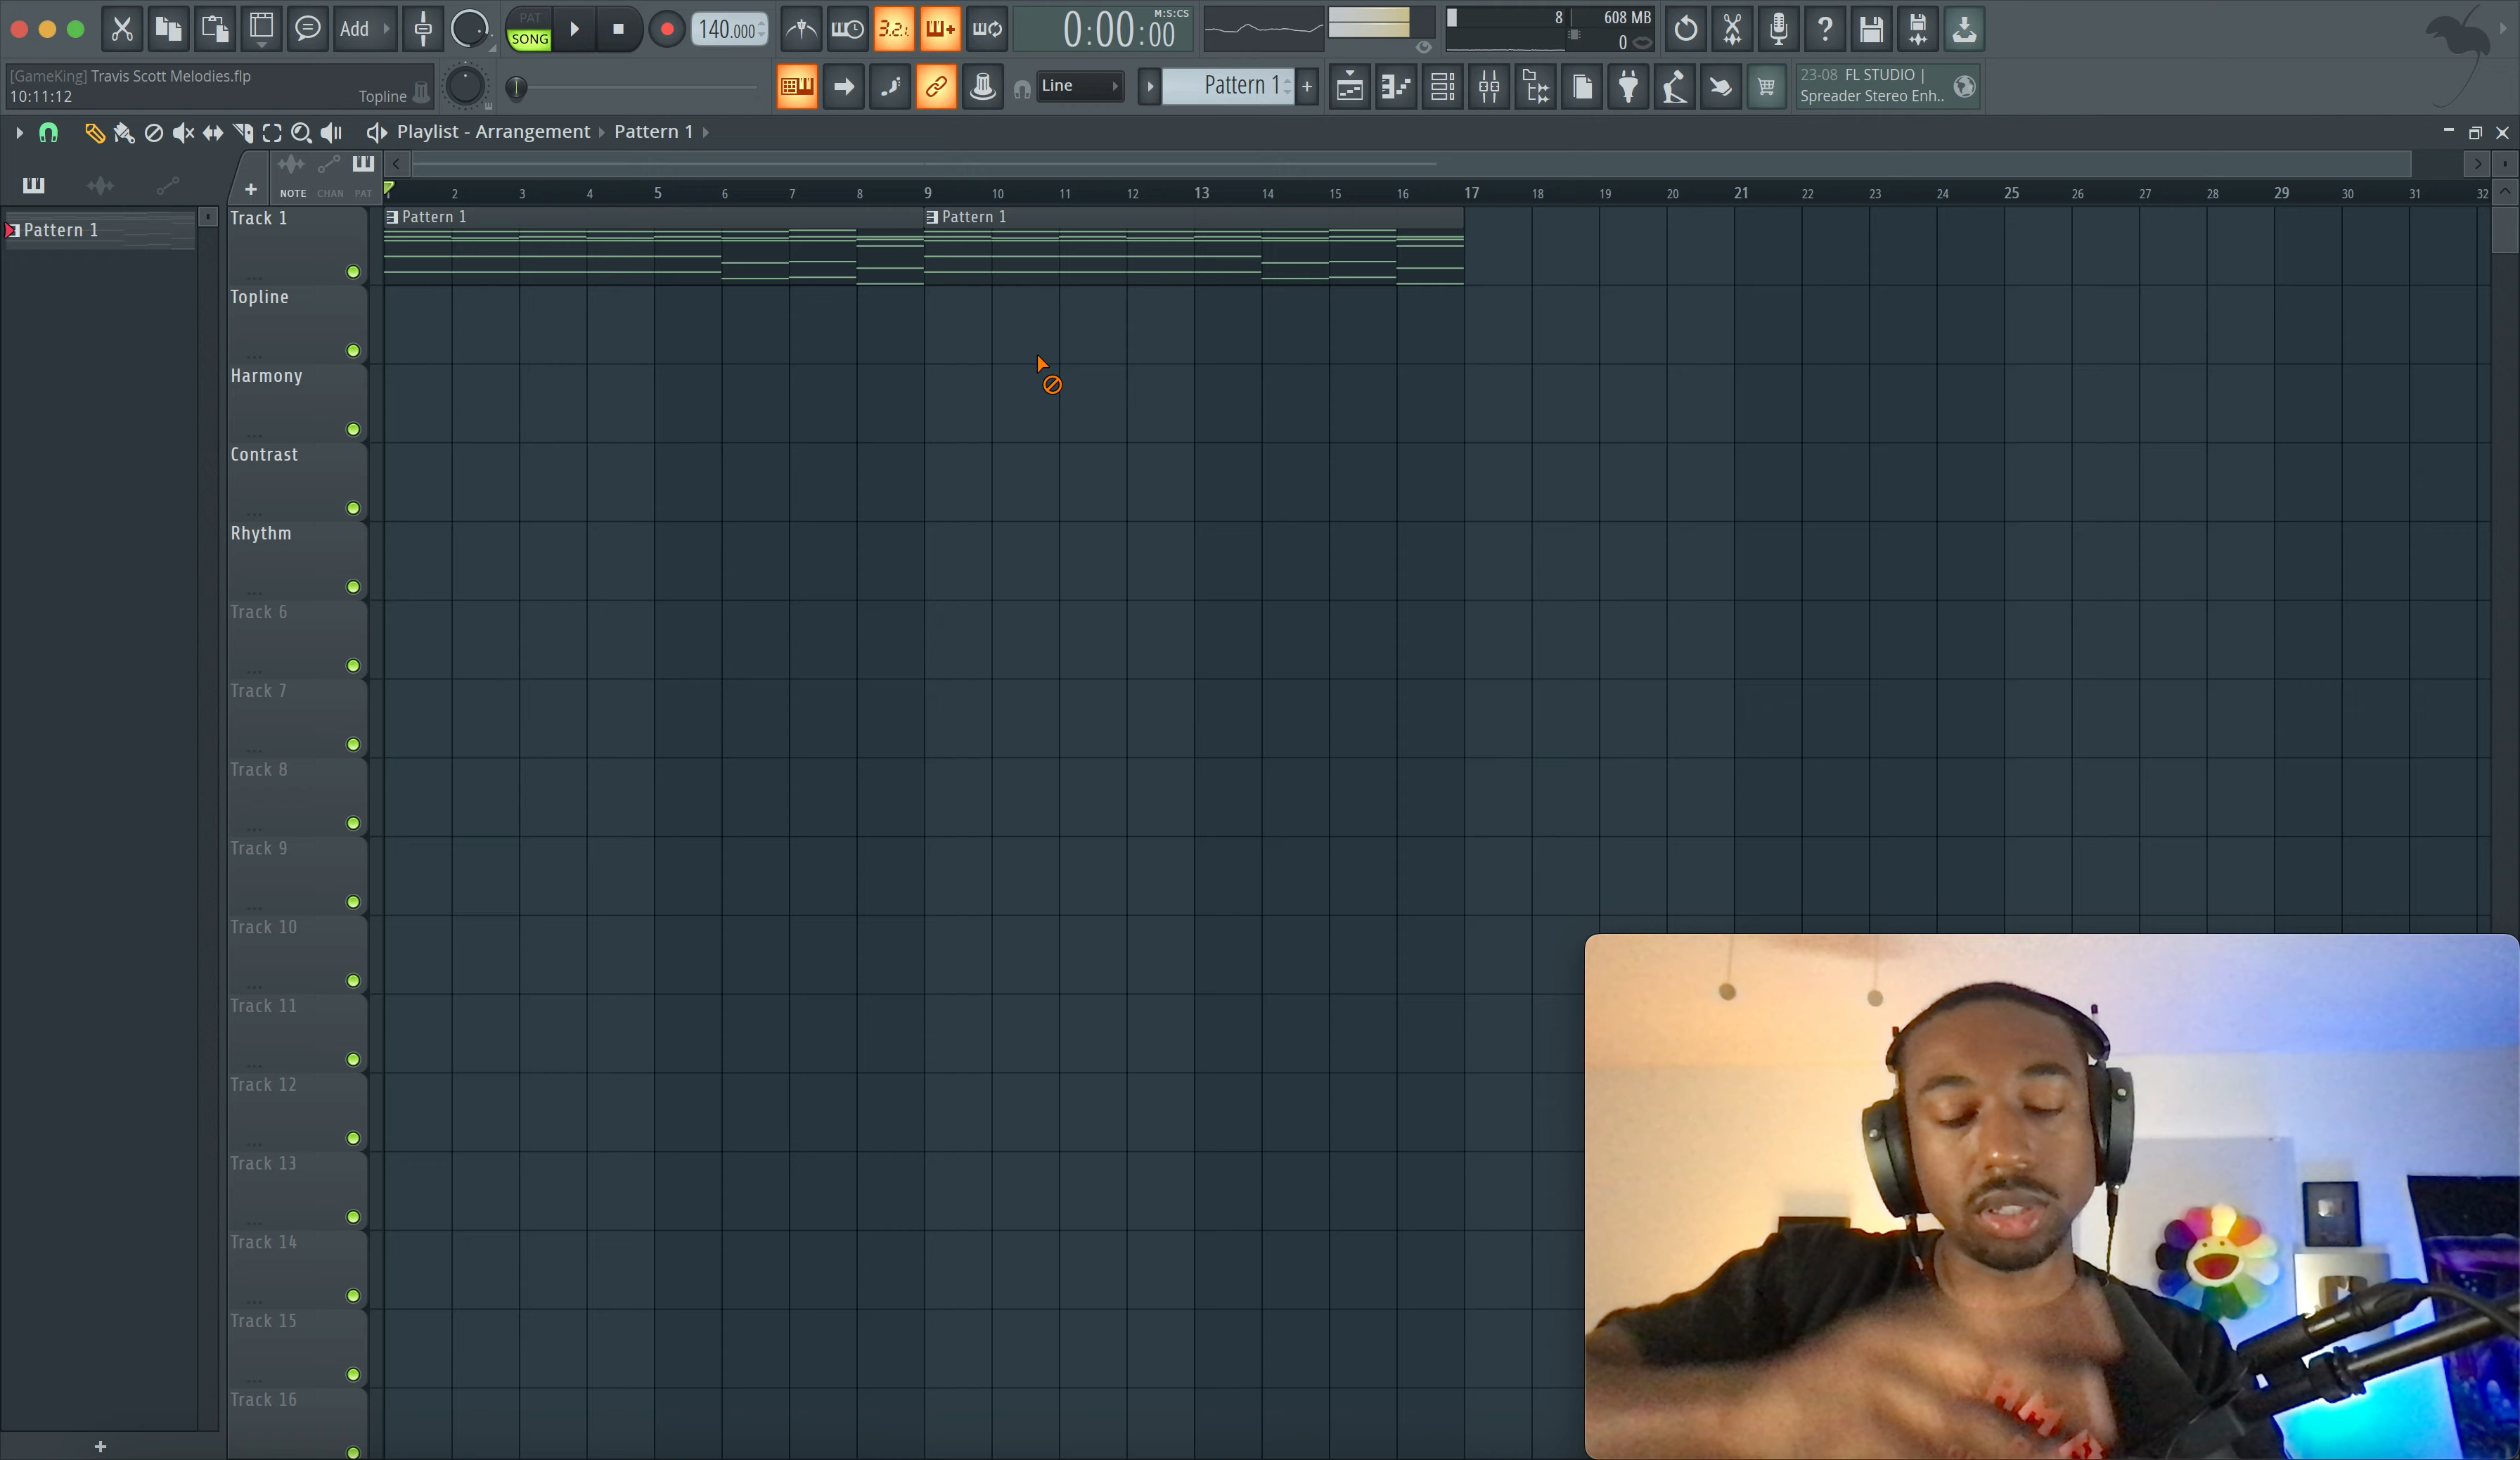 Add
PAT
SONG
140.000
3.2.1.
0:00:00
M:S:CS
8
608 MB
0
[GameKing] Travis Scott Melodies.flp
10:11:12
Topline
Line
Pattern 1
+
23-08 FL STUDIO |
Spreader Stereo Enh..
Playlist - Arrangement
Pattern 1
NOTE
CHAN
PAT
1 2 3 4 5 6 7 8 9 10 11 12 13 14 15 16 17 18 19 20 21 22 23 24 25 26 27 28 29 30 31 32
Pattern 1
Track 1
Pattern 1
Pattern 1
Topline
Harmony
Contrast
Rhythm
Track 6
Track 7
Track 8
Track 9
Track 10
Track 11
Track 12
Track 13
Track 14
Track 15
Track 16